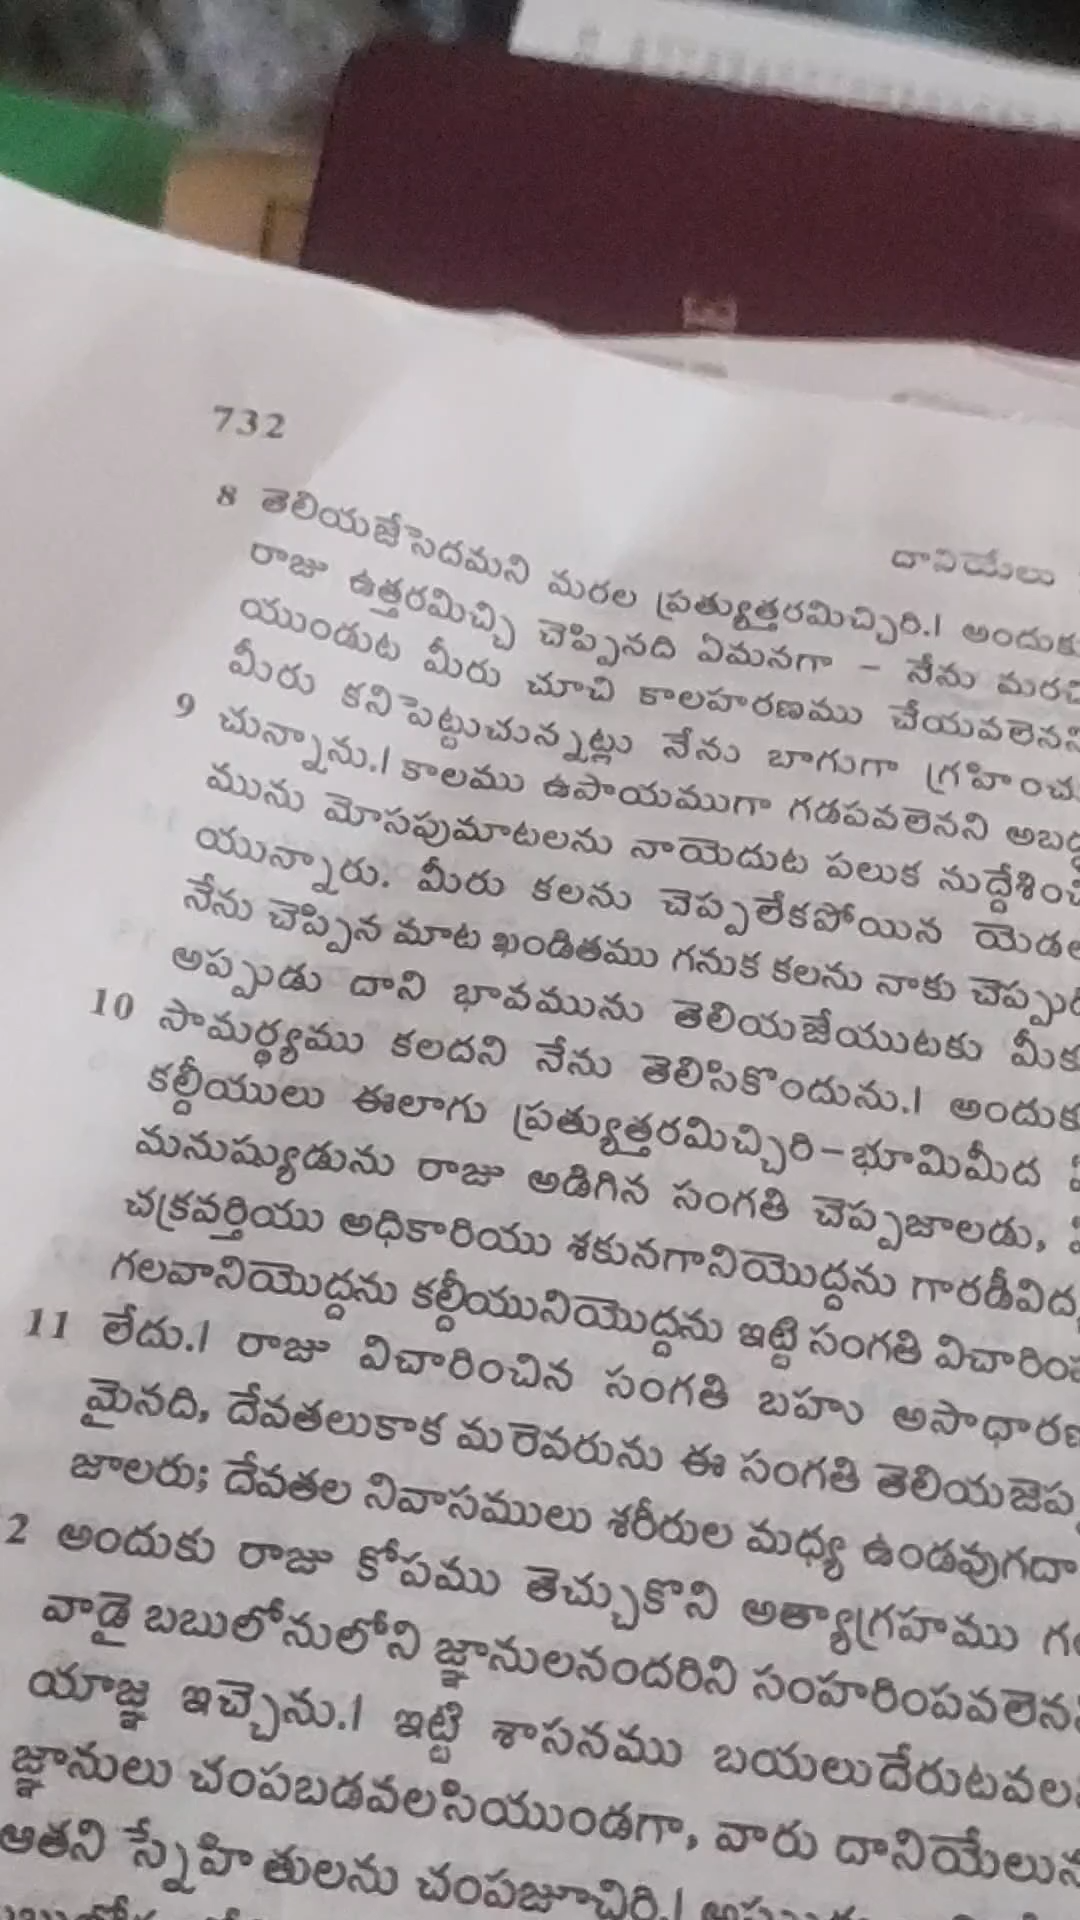 732
దానియేలు
8 తెలియజేసెదమని మరల ప్రత్యుత్తరమిచ్చిరి.| అందుకు
రాజు ఉత్తరమిచ్చి చెప్పినది ఏమనగా – నేను మరచి
యుండుట మీరు చూచి కాలహరణము చేయవలెనని
మీరు కనిపెట్టుచున్నట్లు నేను బాగుగా గ్రహించు
9 చున్నాను.| కాలము ఉపాయముగా గడపవలెనని అబద్ధ
మును మోసపుమాటలను నాయెదుట పలుక నుద్దేశించి
యున్నారు. మీరు కలను చెప్పలేకపోయిన యెడల
నేను చెప్పిన మాట ఖండితము గనుక కలను నాకు చెప్పుడి
అప్పుడు దాని భావమును తెలియజేయుటకు మీకు
10 సామర్థ్యము కలదని నేను తెలిసికొందును.| అందుకు
కల్దీయులు ఈలాగు ప్రత్యుత్తరమిచ్చిరి–భూమిమీద
మనుష్యుడును రాజు అడిగిన సంగతి చెప్పజాలడు,
చక్రవర్తియు అధికారియు శకునగానియొద్దను గారడీవిద్య
గలవానియొద్దను కల్దీయునియొద్దను ఇట్టి సంగతి విచారింప
11 లేదు.| రాజు విచారించిన సంగతి బహు అసాధారణ
మైనది, దేవతలుకాక మరెవరును ఈ సంగతి తెలియజెప్ప
జాలరు; దేవతల నివాసములు శరీరుల మధ్య ఉండవుగదా
2 అందుకు రాజు కోపము తెచ్చుకొని అత్యాగ్రహము గల
వాడై బబులోనులోని జ్ఞానులనందరిని సంహరింపవలెనని
యాజ్ఞ ఇచ్చెను.| ఇట్టి శాసనము బయలుదేరుటవలన
జ్ఞానులు చంపబడవలసియుండగా, వారు దానియేలును
ఆతని స్నేహితులను చంపజూచిరి.|